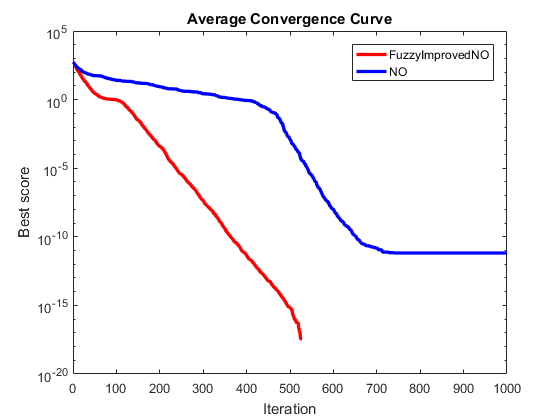 Average Convergence Curve
10^5
FuzzyImprovedNO
NO
10^0
10^-5
10^-10
10^-15
10^-20
Best score
0 100 200 300 400 500 600 700 800 900 1000
Iteration